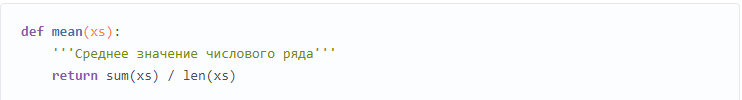 def mean(xs):
    '''Среднее значение числового ряда'''
    return sum(xs) / len(xs)